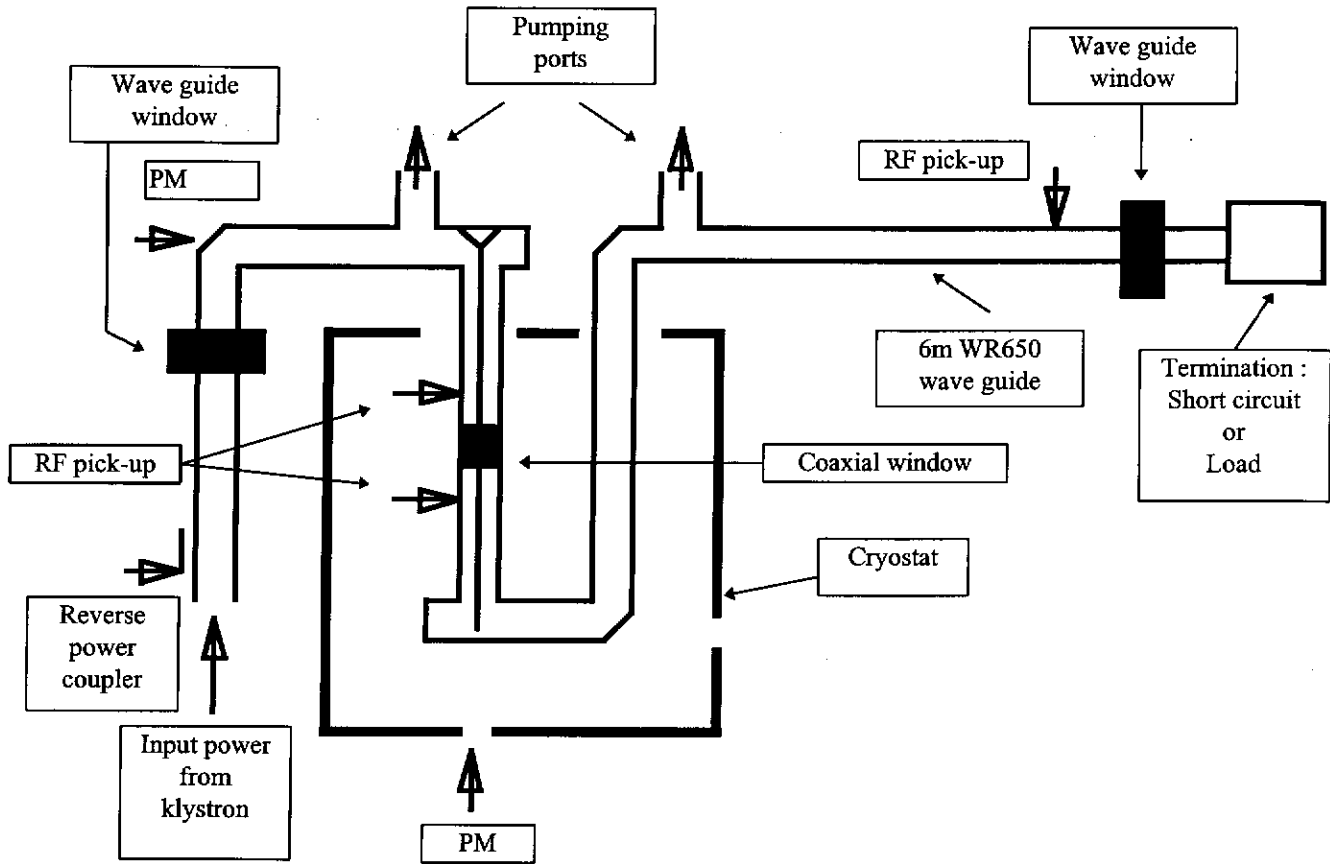 Pumping
ports
Wave guide
window
Wave guide
window
PM
RF pick-up
6m WR650
wave guide
Termination :
Short circuit
or
Load
RF pick-up
Coaxial window
Cryostat
Reverse
power
coupler
Input power
from
klystron
PM